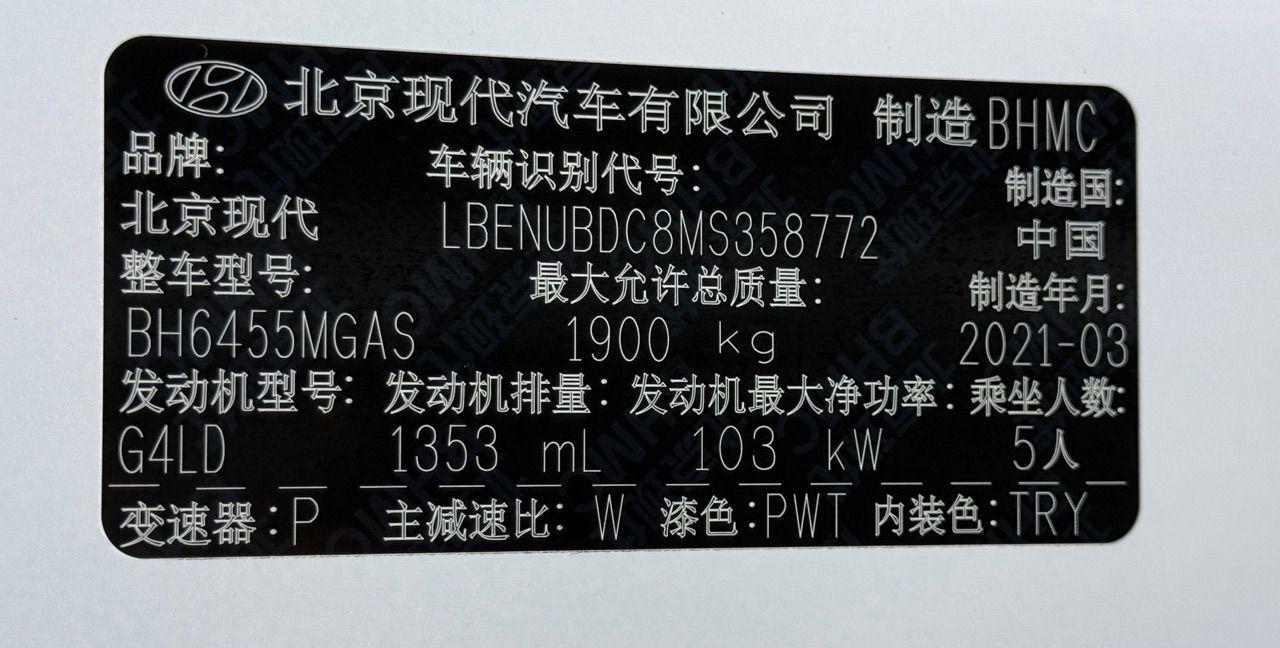 北京现代汽车有限公司 制造 BHMC
品牌: 车辆识别代号: 制造国:
北京现代 LBENUBDC8MS358772 中国
整车型号: 最大允许总质量: 制造年月:
BH6455MGAS 1900 kg 2021-03
发动机型号: 发动机排量: 发动机最大净功率: 乘坐人数:
G4LD 1353 mL 103 kW 5人
变速器:P 主减速比: W 漆色:PWT 内装色:TRY